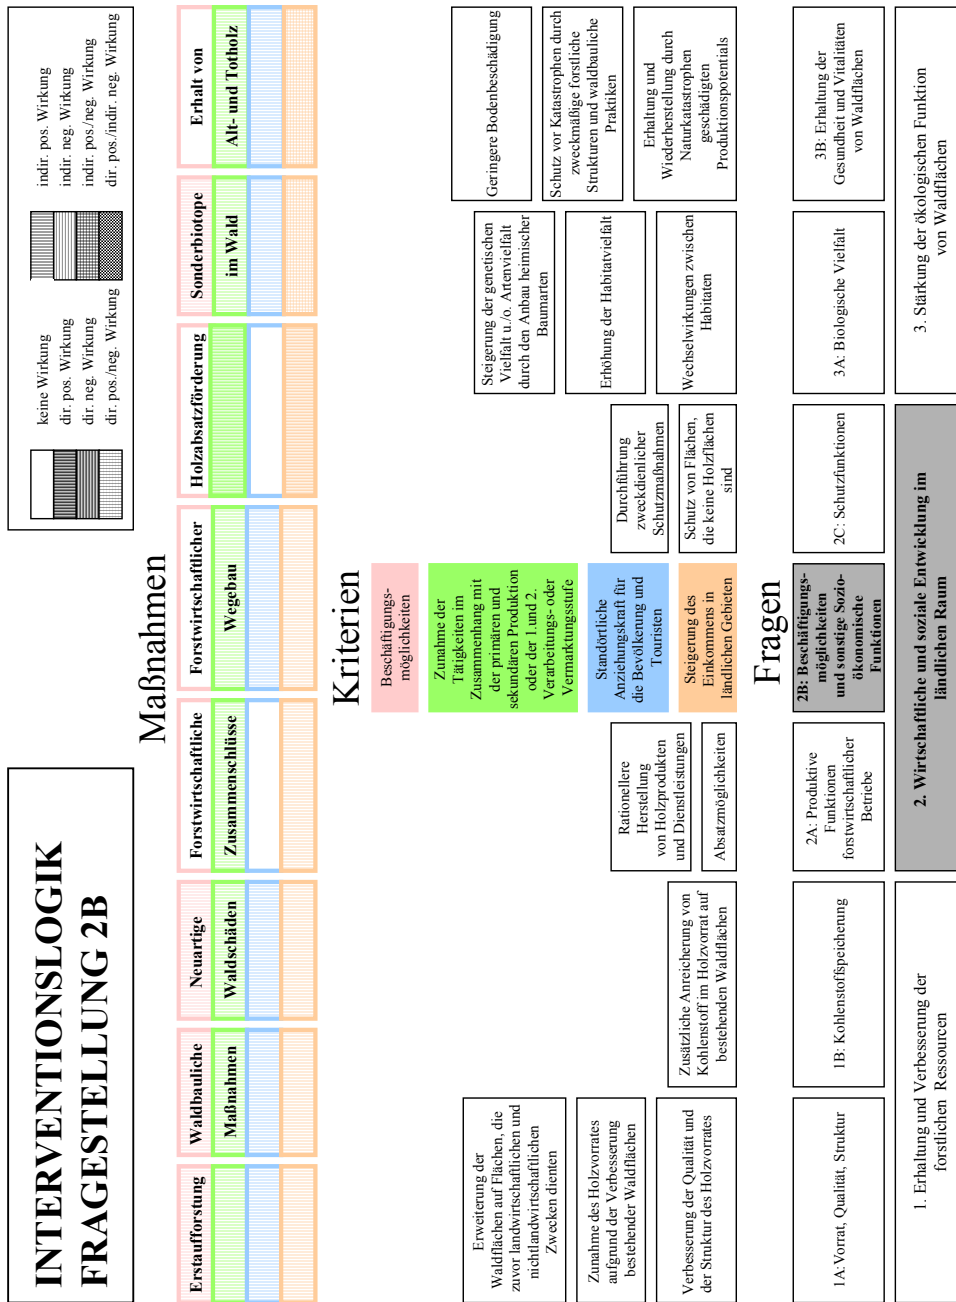 INTERVENTIONSLOGIK
FRAGESTELLUNG 2B
keine Wirkung
dir. pos. Wirkung
dir. neg. Wirkung
dir. pos./neg. Wirkung
indir. pos. Wirkung
indir. neg. Wirkung
indir. pos./neg. Wirkung
dir. pos./indir. neg. Wirkung
Maßnahmen
Erstaufforstung
Waldbauliche
Maßnahmen
Neuartige
Waldschäden
Forstwirtschaftliche
Zusammenschlüsse
Forstwirtschaftlicher
Wegebau
Holzabsatzförderung
Sonderbiotope
im Wald
Erhalt von
Alt- und Totholz
Kriterien
Erweiterung der
Waldflächen auf Flächen, die
zuvor landwirtschaftlichen und
nichtlandwirtschaftlichen
Zwecken dienten
Zunahme des Holzvorrates
aufgrund der Verbesserung
bestehender Waldflächen
Verbesserung der Qualität und
der Struktur des Holzvorrates
Zusätzliche Anreicherung von
Kohlenstoff im Holzvorrat auf
bestehenden Waldflächen
Rationellere
Herstellung
von Holzprodukten
und Dienstleistungen
Absatzmöglichkeiten
Beschäftigungs-
möglichkeiten
Zunahme der
Tätigkeiten im
Zusammenhang mit
der primären und
sekundären Produktion
oder der 1.und 2.
Verarbeitungs- oder
Vermarktungsstufe
Standörtliche
Anziehungskraft für
die Bevölkerung und
Touristen
Steigerung des
Einkommens in
ländlichen Gebieten
Durchführung
zweckdienlicher
Schutzmaßnahmen
Schutz von Flächen,
die keine Holzflächen
sind
Steigerung der genetischen
Vielfalt u./o. Artenvielfalt
durch den Anbau heimischer
Baumarten
Erhöhung der Habitatvielfalt
Wechselwirkungen zwischen
Habitaten
Geringere Bodenbeschädigung
Schutz vor Katastrophen durch
zweckmäßige forstliche
Strukturen und waldbauliche
Praktiken
Erhaltung und
Wiederherstellung durch
Naturkatastrophen
geschädigten
Produktionspotentials
Fragen
1A:Vorrat, Qualität, Struktur
1B: Kohlenstoffspeicherung
2A: Produktive
Funktionen
forstwirtschaftlicher
Betriebe
2B: Beschäftigungs-
möglichkeiten
und sonstige Sozio-
ökonomische
Funktionen
2C: Schutzfunktionen
3A: Biologische Vielfalt
3B: Erhaltung der
Gesundheit und Vitalitäten
von Waldflächen
1. Erhaltung und Verbesserung der
forstlichen Ressourcen
2. Wirtschaftliche und soziale Entwicklung im
ländlichen Raum
3. Stärkung der ökologischen Funktion
von Waldflächen